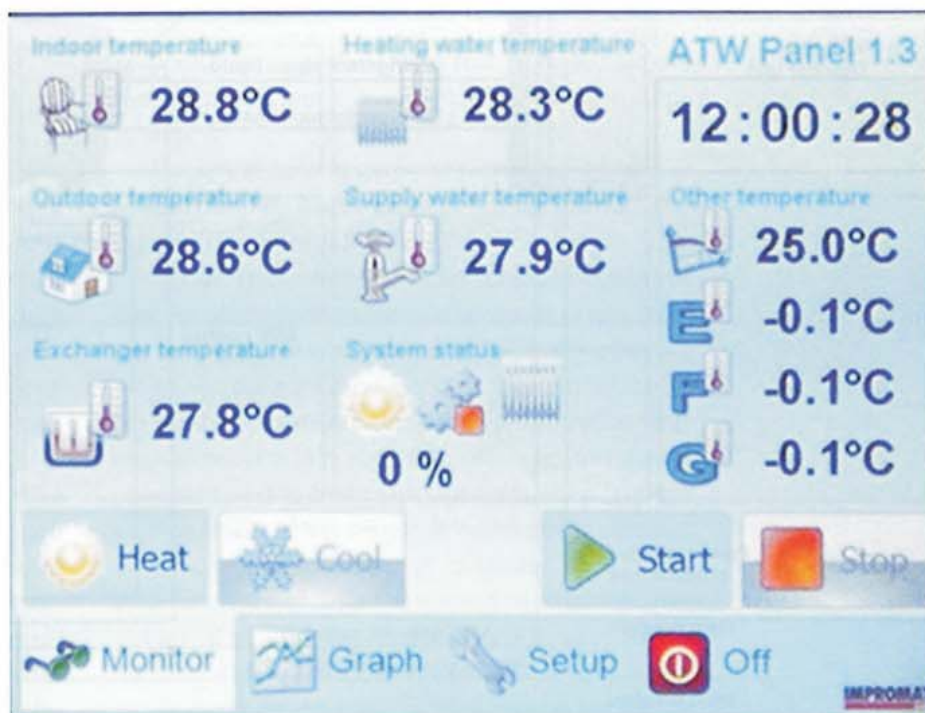 Indoor temperature
28.8°C
Heating water temperature
28.3°C
ATW Panel 1.3
12:00:28
Outdoor temperature
28.6°C
Supply water temperature
27.9°C
Other temperature
25.0°C
E -0.1°C
F -0.1°C
G -0.1°C
Exchanger temperature
27.8°C
System status
0 %
Heat
Cool
Start
Stop
Monitor
Graph
Setup
Off
IMPROMA